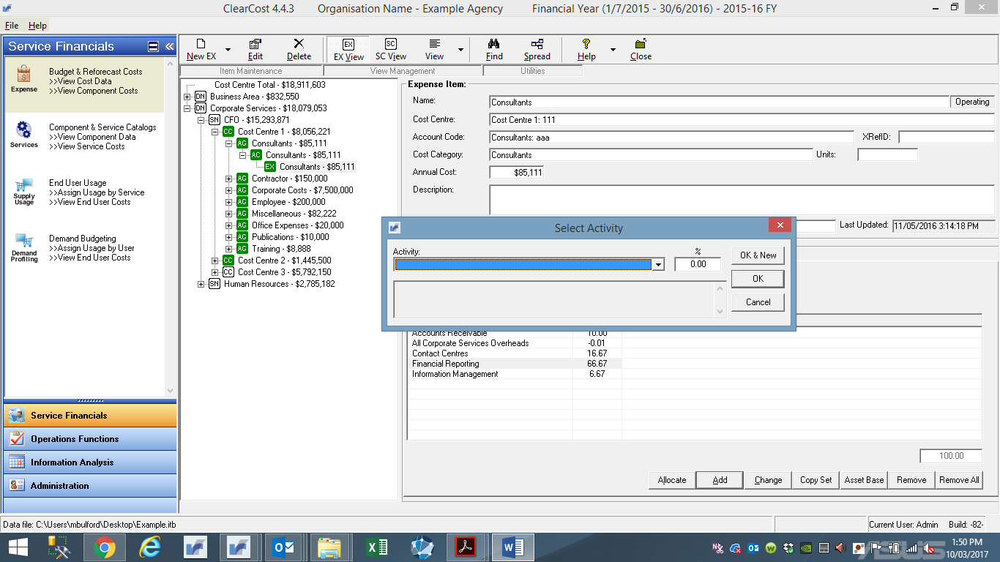 ClearCost 4.4.3 Organisation Name - Example Agency Financial Year (1/7/2015 - 30/6/2016) - 2015-16 FY
File Help
Service Financials
Expense
Budget & Reforecast Costs
>>View Cost Data
>>View Component Costs
Services
Component & Service Catalogs
>>View Component Data
>>View Service Costs
Supply Usage
End User Usage
>>Assign Usage by Service
>>View End User Costs
Demand Profiling
Demand Budgeting
>>Assign Usage by User
>>View End User Costs
Service Financials
Operations Functions
Information Analysis
Administration
New EX Edit Delete EX EX View SC SC View View Find Spread Help Close
Item Maintenance View Management Utilities
Cost Centre Total - $18,911,603
DN Business Area - $832,550
DN Corporate Services - $18,079,053
SN CFO - $15,293,871
CC Cost Centre 1 - $8,056,221
AG Consultants - $85,111
AC Consultants - $85,111
EX Consultants - $85,111
AG Contractor - $150,000
AG Corporate Costs - $7,500,000
AG Employee - $200,000
AG Miscellaneous - $82,222
AG Office Expenses - $20,000
AG Publications - $10,000
AG Training - $8,888
CC Cost Centre 2 - $1,445,500
CC Cost Centre 3 - $5,792,150
SN Human Resources - $2,785,182
Expense Item:
Name: Consultants Operating
Cost Centre: Cost Centre 1: 111
Account Code: Consultants: aaa XRefID:
Cost Category: Consultants Units:
Annual Cost: $85,111
Description:
Last Updated: 11/05/2016 3:14:18 PM
Select Activity
Activity: %
0.00
OK & New
OK
Cancel
Accounts Receivable 10.00
All Corporate Services Overheads -0.01
Contact Centres 16.67
Financial Reporting 66.67
Information Management 6.67
100.00
Allocate Add Change Copy Set Asset Base Remove Remove All
Data file: C:\Users\mbulford\Desktop\Example.itb Current User: Admin Build: -82-
1:50 PM
10/03/2017
ASUS